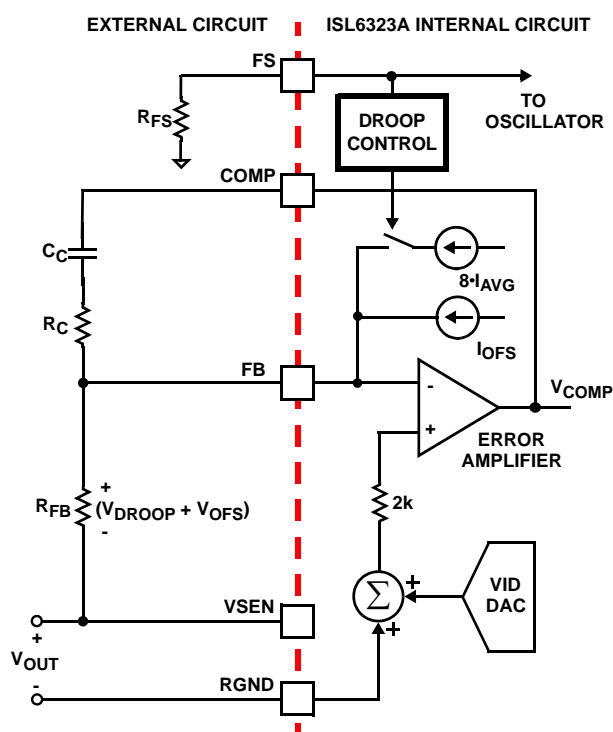 EXTERNAL CIRCUIT
ISL6323A INTERNAL CIRCUIT
FS
RFS
TO
OSCILLATOR
DROOP
CONTROL
COMP
CC
8•IAVG
RC
IOFS
FB
-
VCOMP
+
ERROR
AMPLIFIER
RFB
+
(VDROOP + VOFS)
-
2k
VSEN
Σ
+
+
VID
DAC
+
VOUT
-
RGND